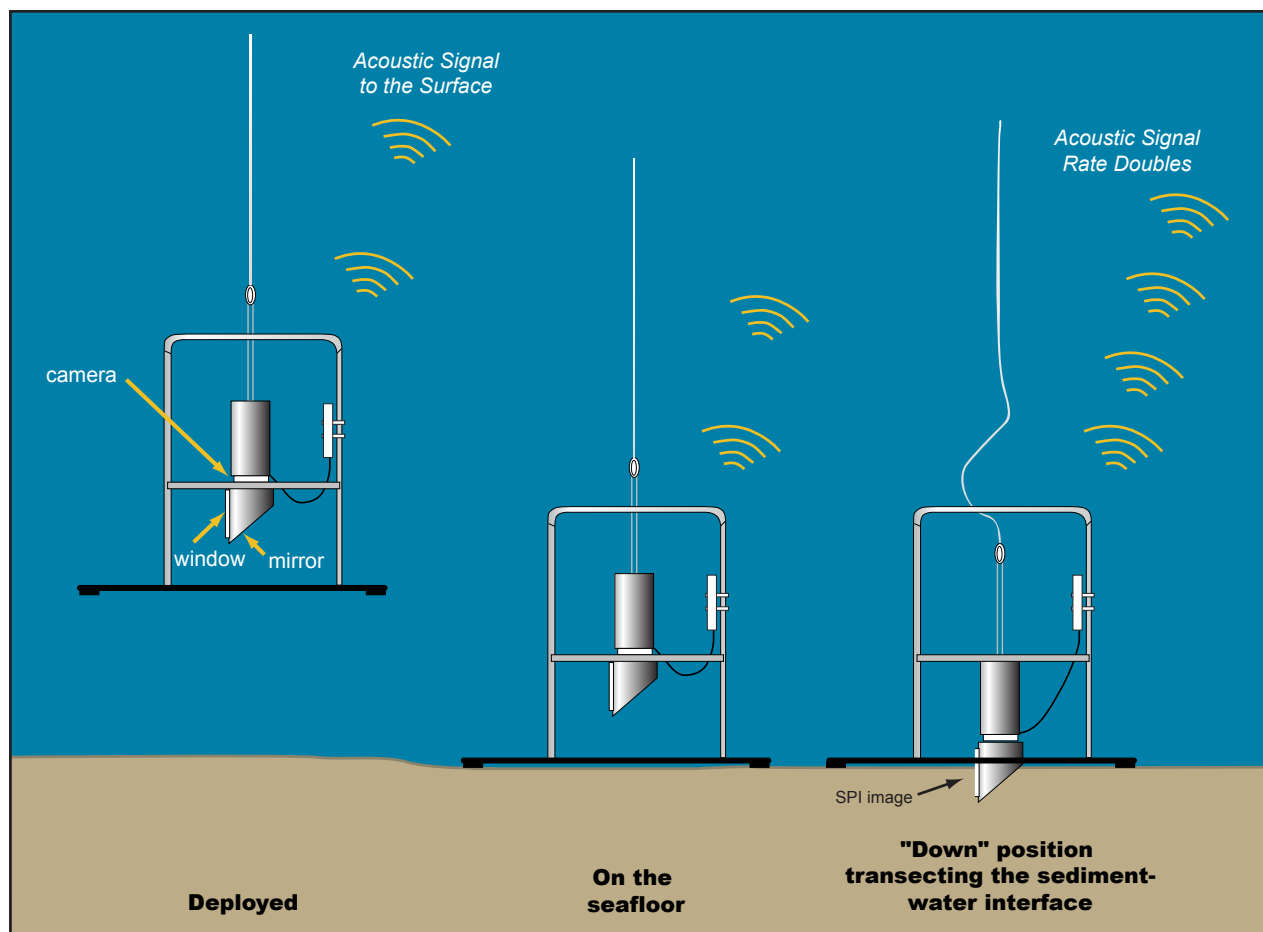 Acoustic Signal
to the Surface
Acoustic Signal
Rate Doubles
camera
window
mirror
SPI image
Deployed
On the
seafloor
"Down" position
transecting the sediment-
water interface